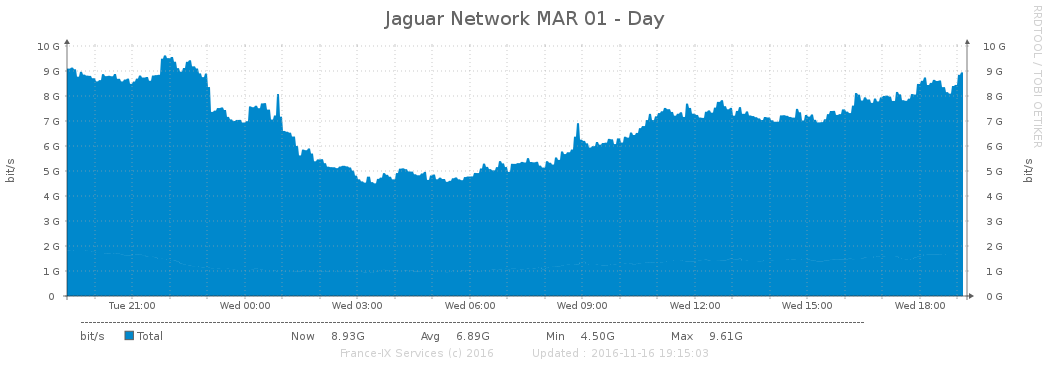 Jaguar Network MAR 01 - Day
RRDTOOL / TOBI OETIKER
bit/s
10 G
9 G
8 G
7 G
6 G
5 G
4 G
3 G
2 G
1 G
0
10 G
9 G
8 G
7 G
6 G
5 G
4 G
3 G
2 G
1 G
0 G
bit/s
Tue 21:00 Wed 00:00 Wed 03:00 Wed 06:00 Wed 09:00 Wed 12:00 Wed 15:00 Wed 18:00
bit/s Total Now 8.93G Avg 6.89G Min 4.50G Max 9.61G
France-IX Services (c) 2016 Updated : 2016-11-16 19:15:03